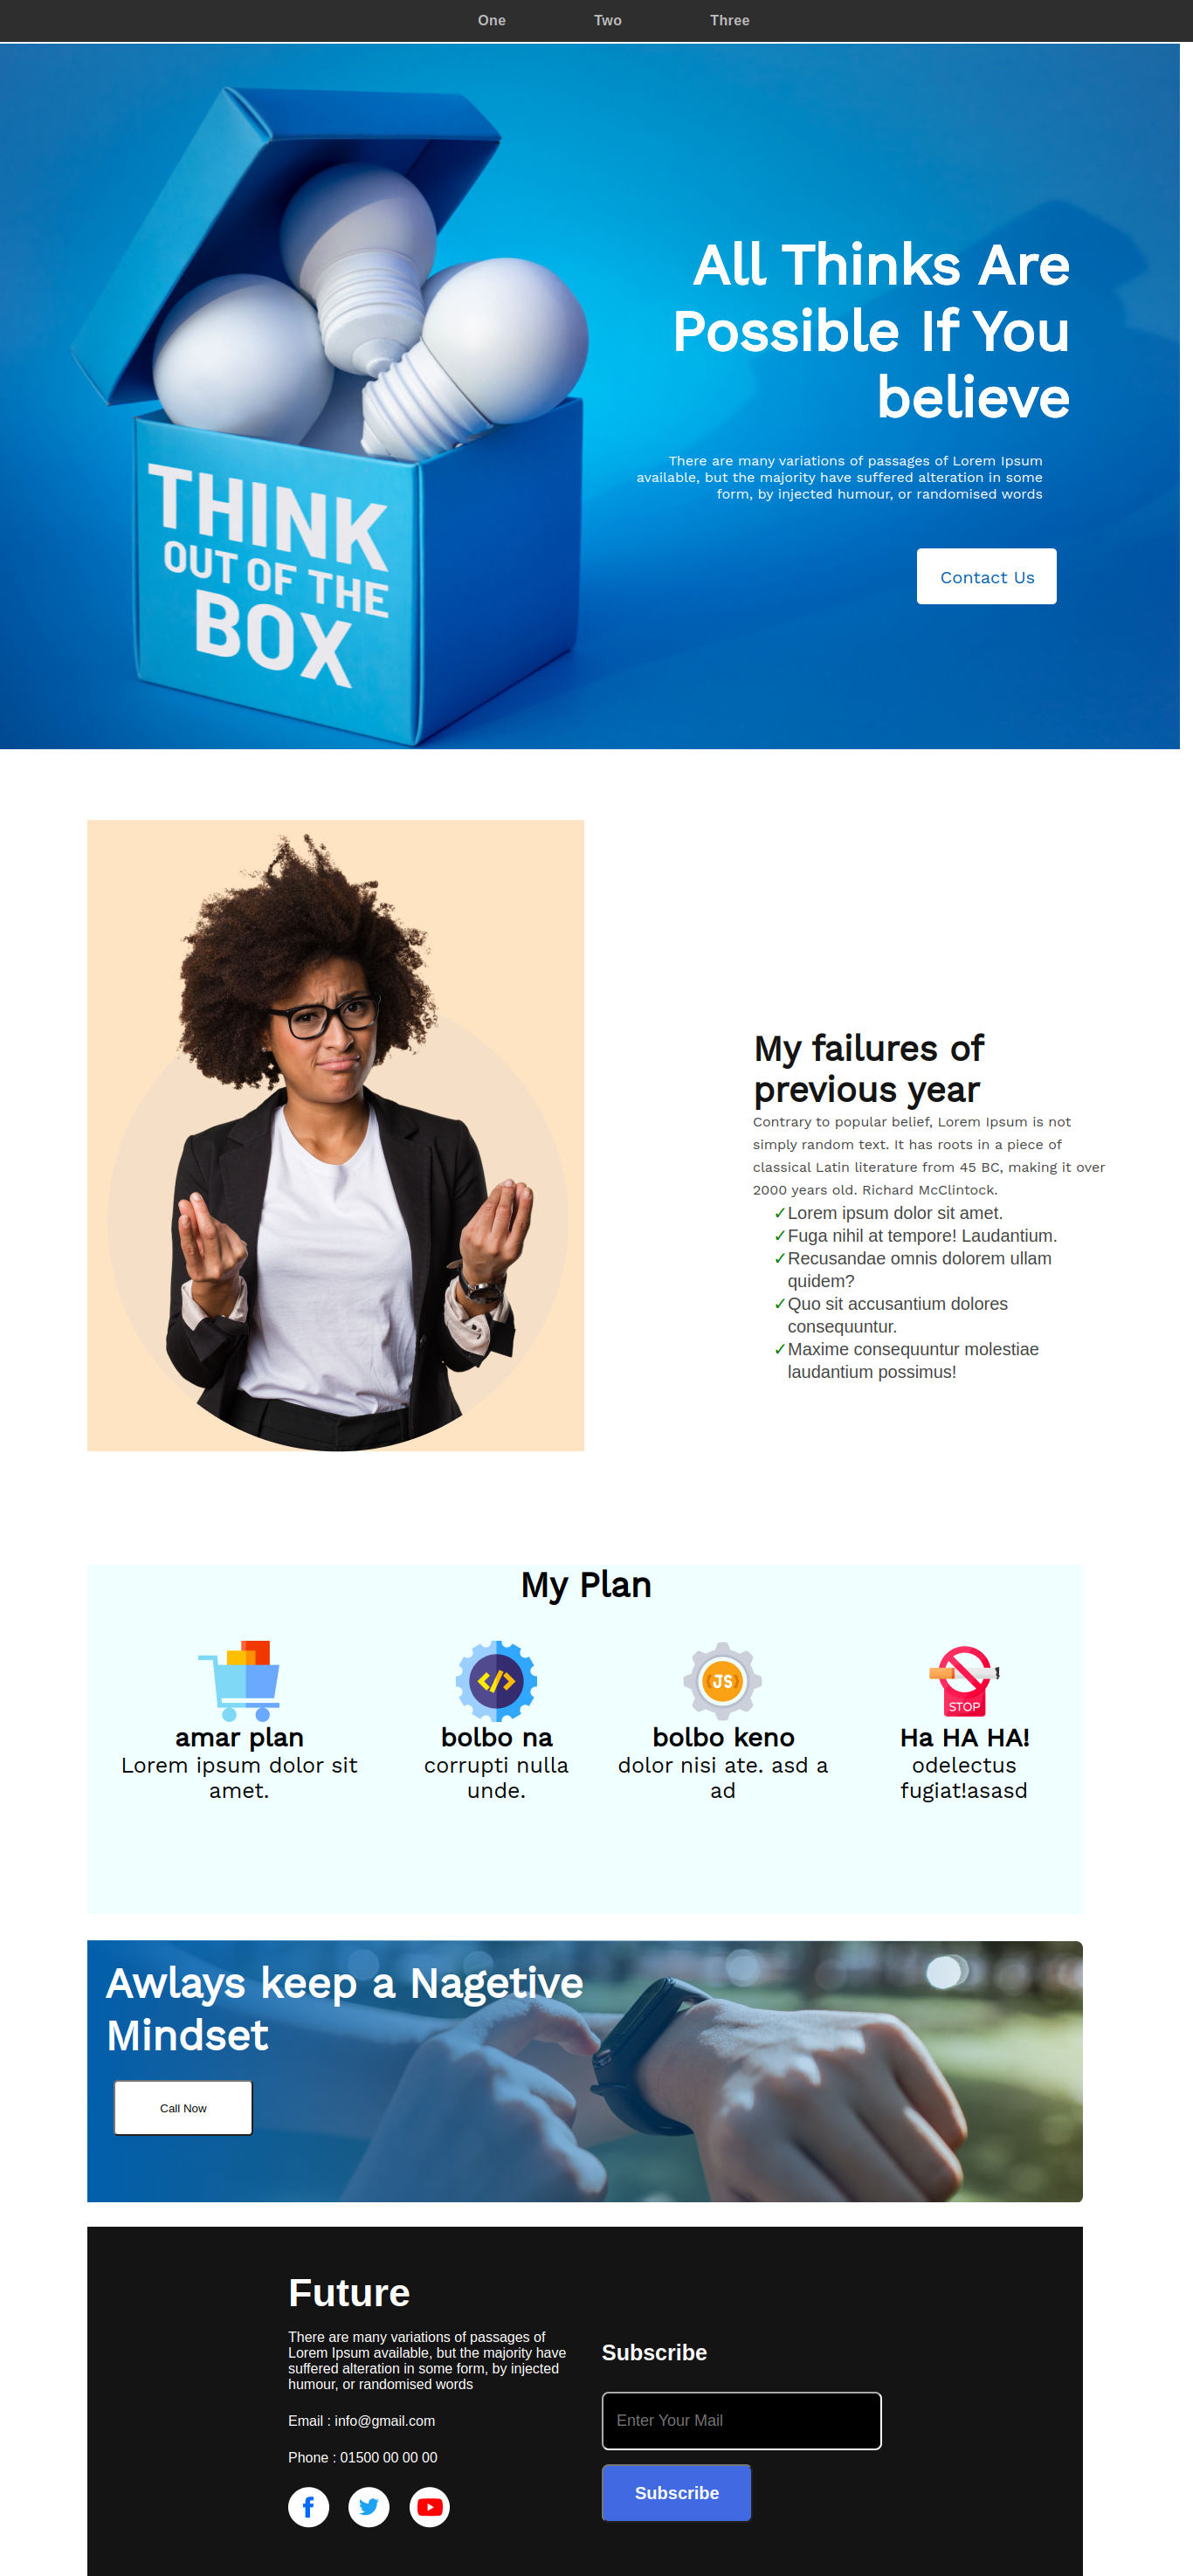 One Two Three
All Thinks Are
Possible If You
believe
There are many variations of passages of Lorem Ipsum
available, but the majority have suffered alteration in some
form, by injected humour, or randomised words
Contact Us
THINK
OUT OF THE
BOX
My failures of
previous year
Contrary to popular belief, Lorem Ipsum is not
simply random text. It has roots in a piece of
classical Latin literature from 45 BC, making it over
2000 years old. Richard McClintock.
✓Lorem ipsum dolor sit amet.
✓Fuga nihil at tempore! Laudantium.
✓Recusandae omnis dolorem ullam
quidem?
✓Quo sit accusantium dolores
consequuntur.
✓Maxime consequuntur molestiae
laudantium possimus!
My Plan
amar plan
Lorem ipsum dolor sit
amet.
</>
bolbo na
corrupti nulla
unde.
JS
bolbo keno
dolor nisi ate. asd a
ad
STOP
Ha HA HA!
odelectus
fugiat!asasd
Awlays keep a Nagetive
Mindset
Call Now
Future
There are many variations of passages of
Lorem Ipsum available, but the majority have
suffered alteration in some form, by injected
humour, or randomised words
Email : info@gmail.com
Phone : 01500 00 00 00
Subscribe
Enter Your Mail
Subscribe